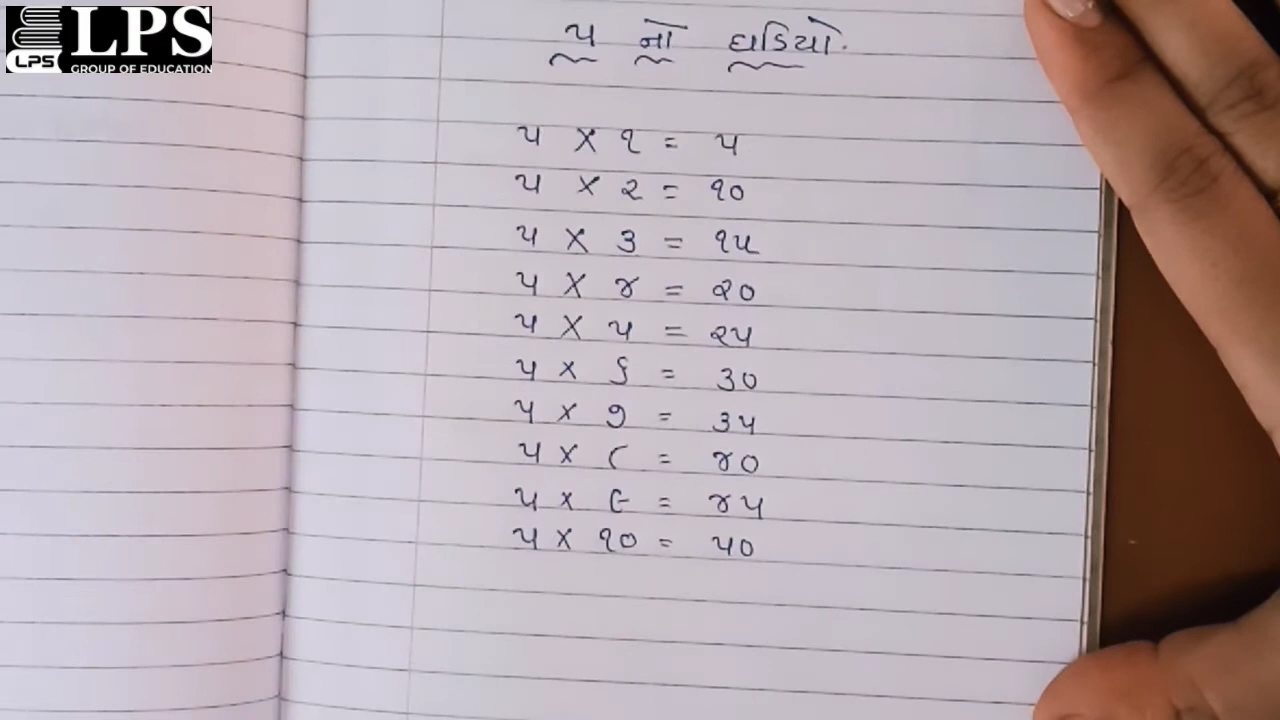 LPS
LPS
GROUP OF EDUCATION
૫ નો ઘડિયો.
૫ X ૧ = ૫
૫ X ૨ = ૧૦
૫ X ૩ = ૧૫
૫ X ૪ = ૨૦
૫ X ૫ = ૨૫
૫ X ૬ = ૩૦
૫ X ૭ = ૩૫
૫ X ૮ = ૪૦
૫ X ૯ = ૪૫
૫ X ૧૦ = ૫૦